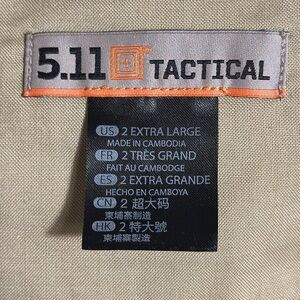 5.11 TACTICAL
US 2 EXTRA LARGE
MADE IN CAMBODIA
FR 2 TRÈS GRAND
FAIT AU CAMBODGE
ES 2 EXTRA GRANDE
HECHO EN CAMBOYA
CN 2 超大码
柬埔寨制造
HK 2 特大號
柬埔寨製造